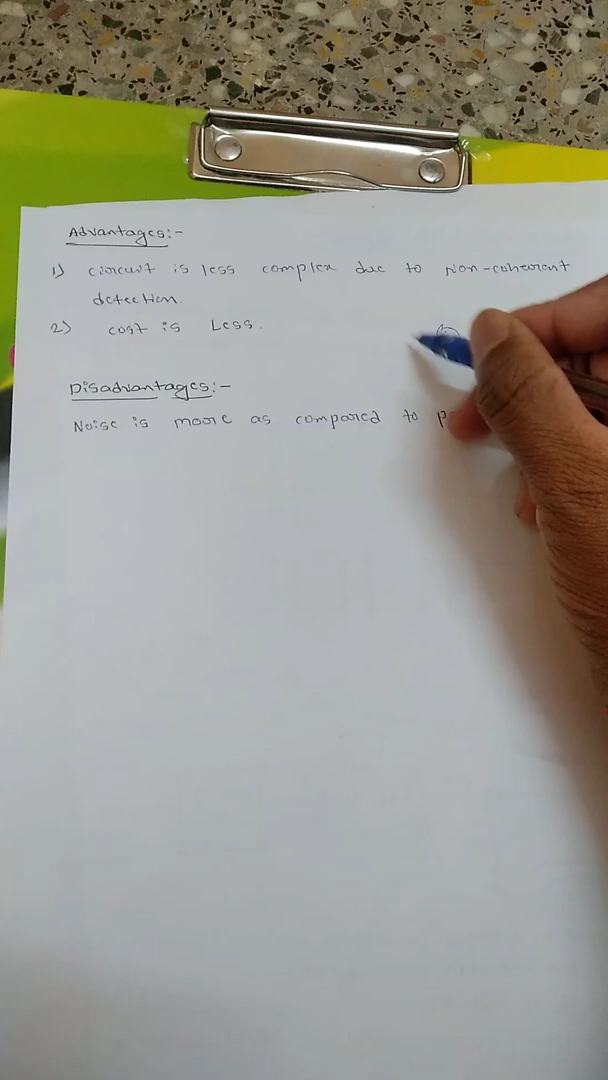 Advantages:-
1) circuit is less complex due to Non-coherent
detection.
2) cost is Less.
Disadvantages:-
Noise is more as compared to